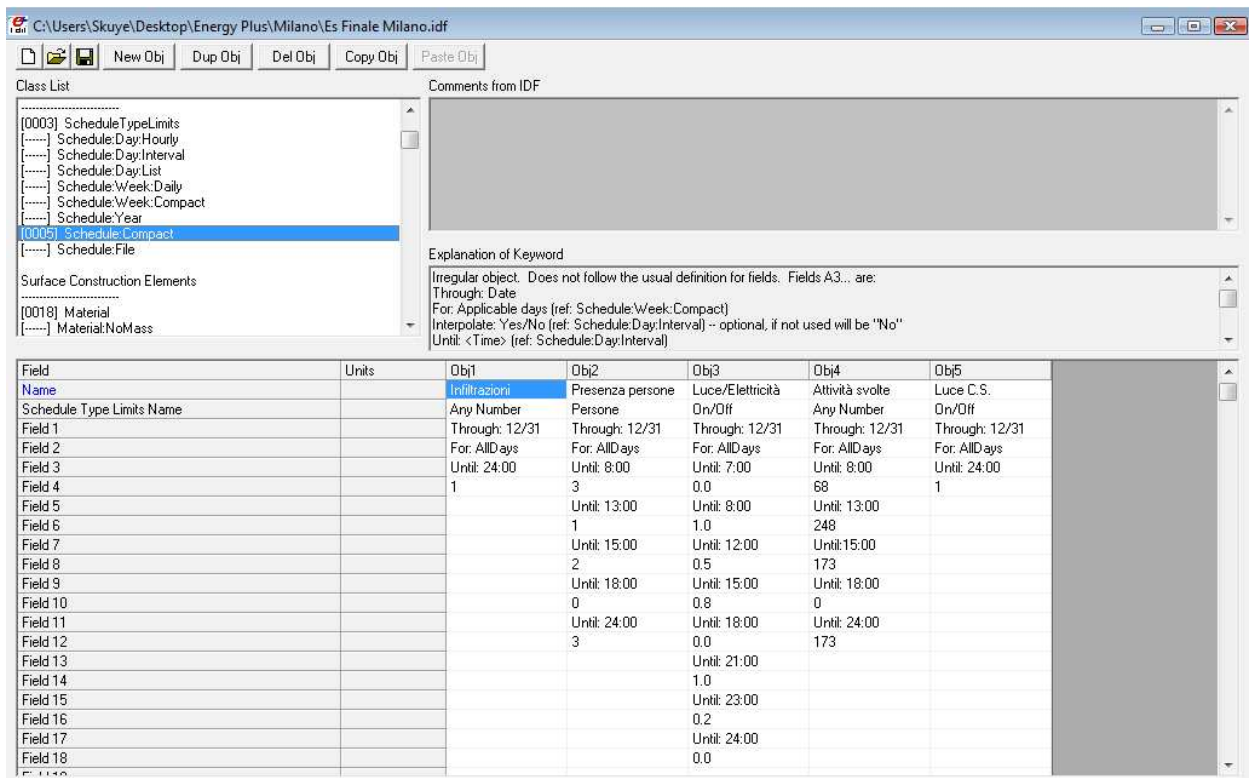 C:\Users\Skuye\Desktop\Energy Plus\Milano\Es Finale Milano.idf
New Obj Dup Obj Del Obj Copy Obj Paste Obj
Class List
Comments from IDF
[0003] ScheduleTypeLimits
[------] Schedule:Day:Hourly
[------] Schedule:Day:Interval
[------] Schedule:Day:List
[------] Schedule:Week:Daily
[------] Schedule:Week:Compact
[------] Schedule:Year
[0005] Schedule:Compact
[------] Schedule:File
Surface Construction Elements
[0018] Material
[------] Material:NoMass
Explanation of Keyword
Irregular object. Does not follow the usual definition for fields. Fields A3... are:
Through: Date
For: Applicable days (ref: Schedule:Week:Compact)
Interpolate: Yes/No (ref: Schedule:Day:Interval) -- optional, if not used will be "No"
Until: <Time> (ref: Schedule:Day:Interval)
Field Units Obj1 Obj2 Obj3 Obj4 Obj5
Name Infiltrazioni Presenza persone Luce/Elettricità Attività svolte Luce C.S.
Schedule Type Limits Name Any Number Persone On/Off Any Number On/Off
Field 1 Through: 12/31 Through: 12/31 Through: 12/31 Through: 12/31 Through: 12/31
Field 2 For: AllDays For: AllDays For: AllDays For: AllDays For: AllDays
Field 3 Until: 24:00 Until: 8:00 Until: 7:00 Until: 8:00 Until: 24:00
Field 4 1 3 0.0 68 1
Field 5 Until: 13:00 Until: 8:00 Until: 13:00
Field 6 1 1.0 248
Field 7 Until: 15:00 Until: 12:00 Until:15:00
Field 8 2 0.5 173
Field 9 Until: 18:00 Until: 15:00 Until: 18:00
Field 10 0 0.8 0
Field 11 Until: 24:00 Until: 18:00 Until: 24:00
Field 12 3 0.0 173
Field 13 Until: 21:00
Field 14 1.0
Field 15 Until: 23:00
Field 16 0.2
Field 17 Until: 24:00
Field 18 0.0